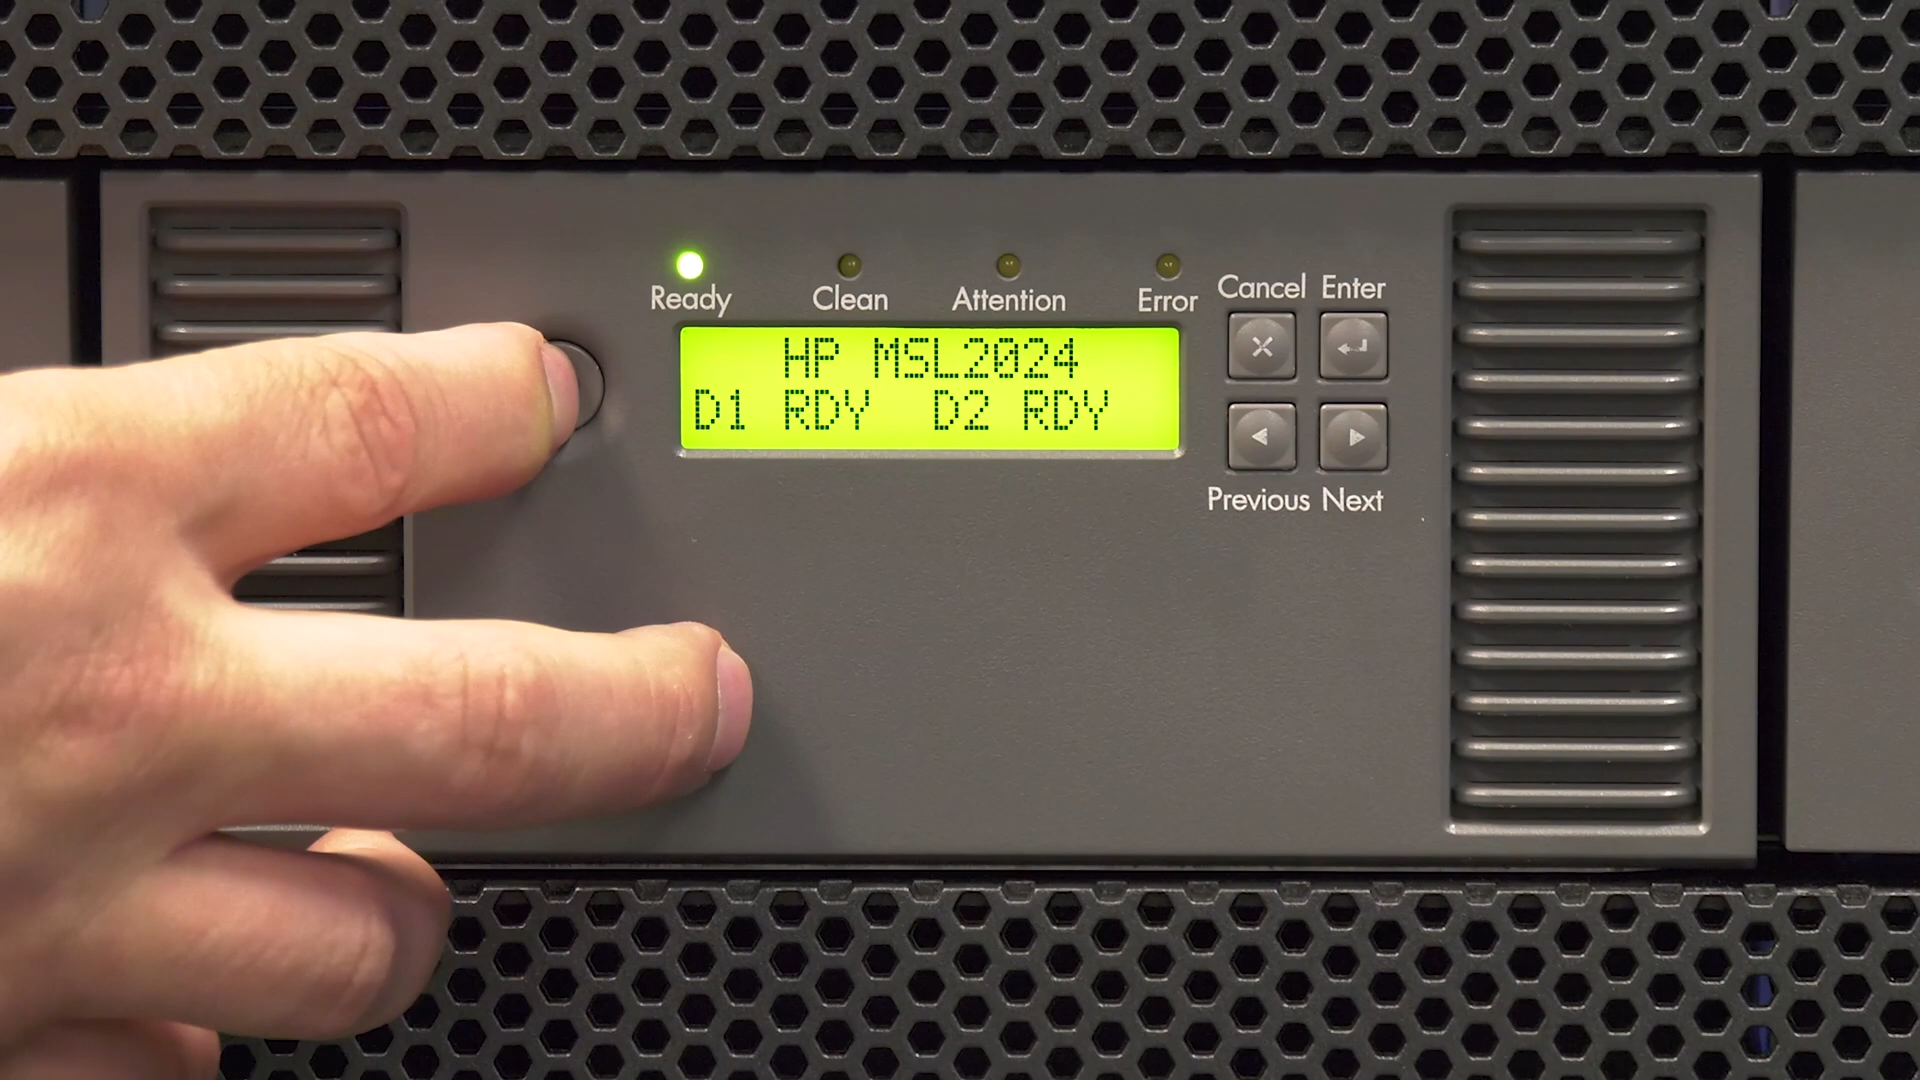 Ready Clean Attention Error
Cancel Enter
HP MSL2024
D1 RDY D2 RDY
Previous Next